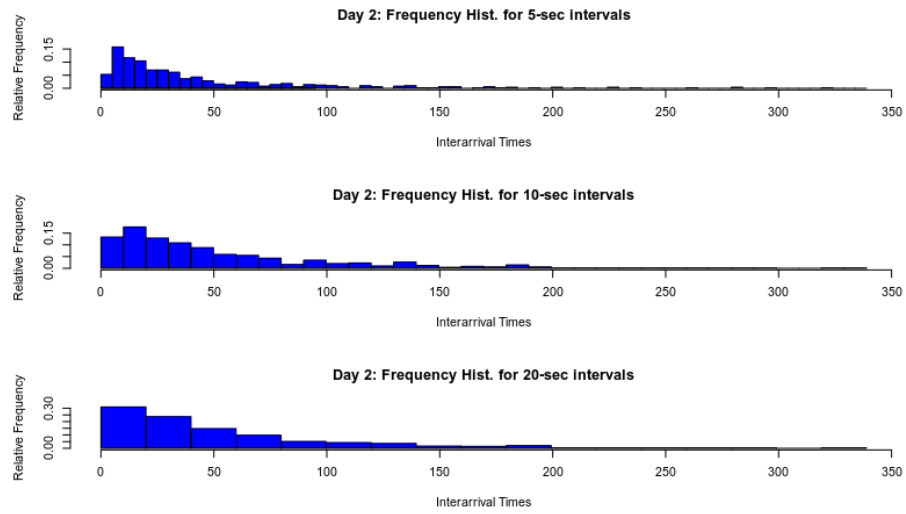 Day 2: Frequency Hist. for 5-sec intervals
Relative Frequency
0.15
0.00
0 50 100 150 200 250 300 350
Interarrival Times
Day 2: Frequency Hist. for 10-sec intervals
Relative Frequency
0.15
0.00
0 50 100 150 200 250 300 350
Interarrival Times
Day 2: Frequency Hist. for 20-sec intervals
Relative Frequency
0.30
0.00
0 50 100 150 200 250 300 350
Interarrival Times